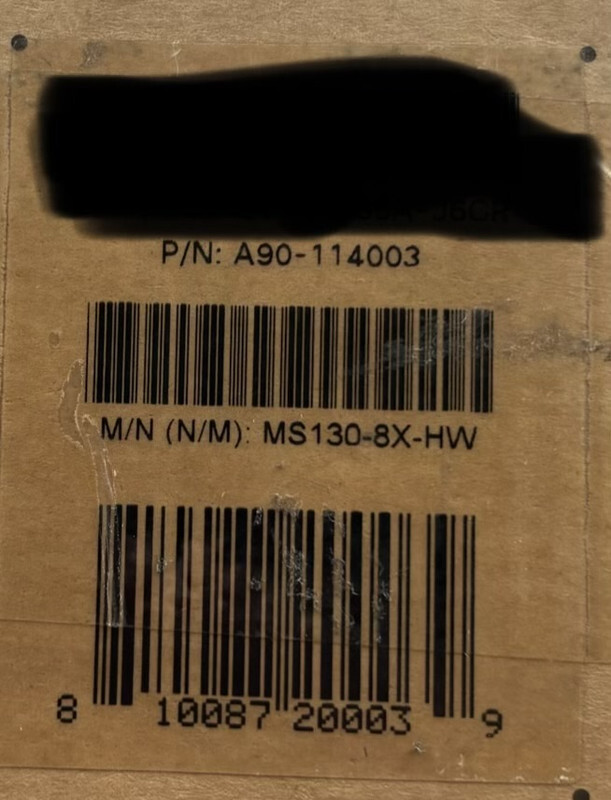 P/N: A90-114003
M/N (N/M): MS130-8X-HW
8 10087 20003 9